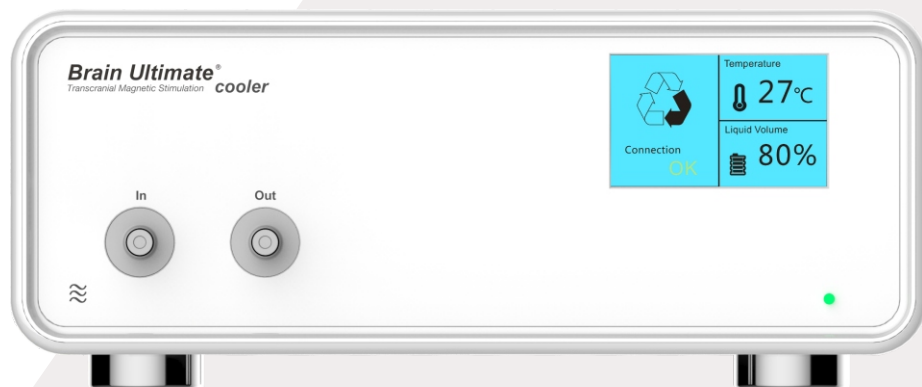 Brain Ultimate®
Transcranial Magnetic Stimulation cooler
Temperature
27°C
Connection
OK
Liquid Volume
80%
In
Out